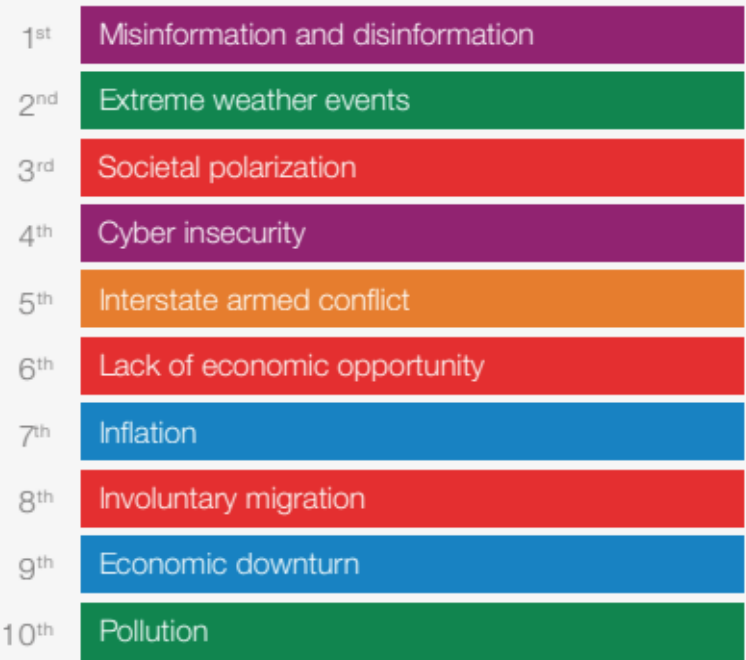 1st Misinformation and disinformation
2nd Extreme weather events
3rd Societal polarization
4th Cyber insecurity
5th Interstate armed conflict
6th Lack of economic opportunity
7th Inflation
8th Involuntary migration
9th Economic downturn
10th Pollution